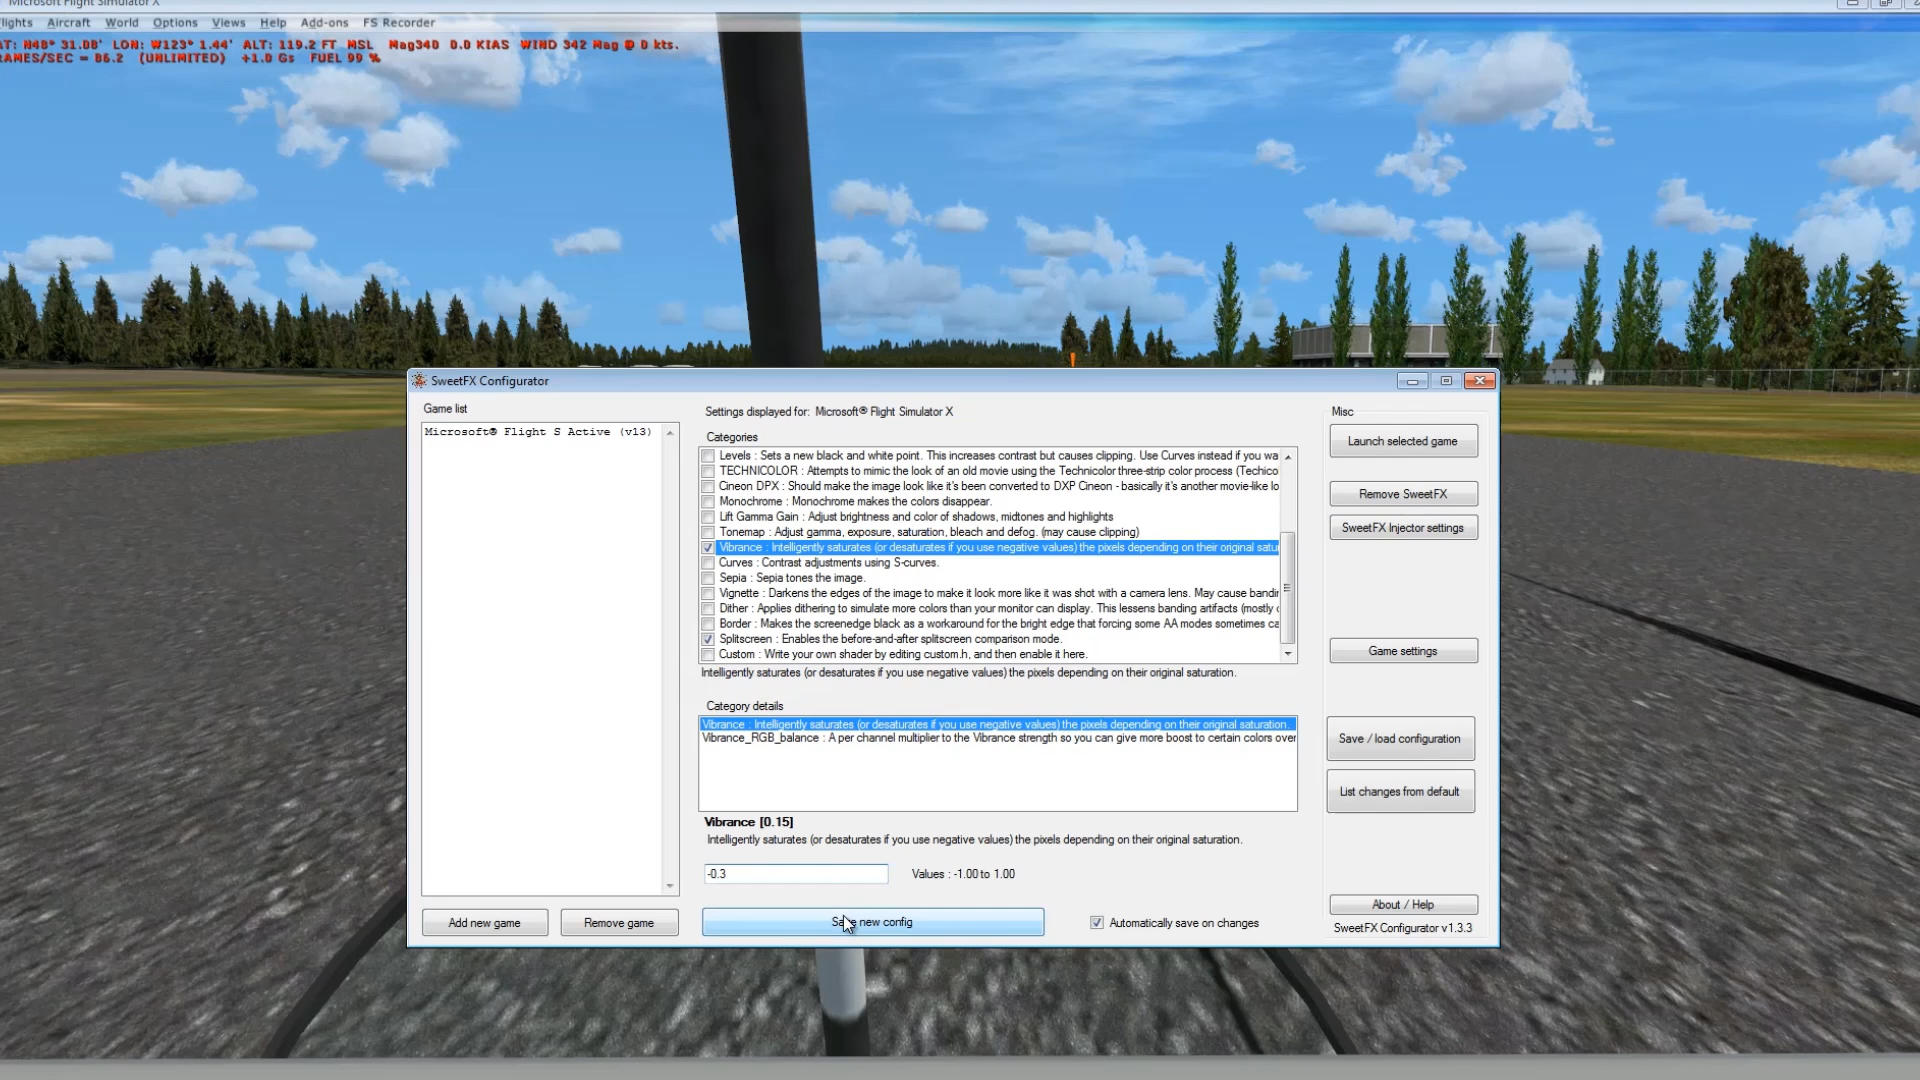 Microsoft Flight Simulator X
lights Aircraft World Options Views Help Add-ons FS Recorder
AT: N48° 31.08' LON: W123° 1.44' ALT: 119.2 FT MSL Mag340 0.0 KIAS WIND 342 Mag @ 0 kts.
RAMES/SEC = 86.2 (UNLIMITED) +1.0 Gs FUEL 99 %
SweetFX Configurator
Game list
Microsoft® Flight S Active (v13)
Add new game
Remove game
Settings displayed for: Microsoft® Flight Simulator X
Categories
Levels : Sets a new black and white point. This increases contrast but causes clipping. Use Curves instead if you wa
TECHNICOLOR : Attempts to mimic the look of an old movie using the Technicolor three-strip color process (Techico
Cineon DPX : Should make the image look like it's been converted to DXP Cineon - basically it's another movie-like lo
Monochrome : Monochrome makes the colors disappear.
Lift Gamma Gain : Adjust brightness and color of shadows, midtones and highlights
Tonemap : Adjust gamma, exposure, saturation, bleach and defog. (may cause clipping)
Vibrance : Intelligently saturates (or desaturates if you use negative values) the pixels depending on their original satur
Curves : Contrast adjustments using S-curves.
Sepia : Sepia tones the image.
Vignette : Darkens the edges of the image to make it look more like it was shot with a camera lens. May cause bandin
Dither : Applies dithering to simulate more colors than your monitor can display. This lessens banding artifacts (mostly c
Border : Makes the screenedge black as a workaround for the bright edge that forcing some AA modes sometimes ca
Splitscreen : Enables the before-and-after splitscreen comparison mode.
Custom : Write your own shader by editing custom.h, and then enable it here.
Intelligently saturates (or desaturates if you use negative values) the pixels depending on their original saturation.
Category details
Vibrance : Intelligently saturates (or desaturates if you use negative values) the pixels depending on their original saturation.
Vibrance_RGB_balance : A per channel multiplier to the Vibrance strength so you can give more boost to certain colors over
Vibrance [0.15]
Intelligently saturates (or desaturates if you use negative values) the pixels depending on their original saturation.
-0.3
Values : -1.00 to 1.00
Save new config
Automatically save on changes
Misc
Launch selected game
Remove SweetFX
SweetFX Injector settings
Game settings
Save / load configuration
List changes from default
About / Help
SweetFX Configurator v1.3.3